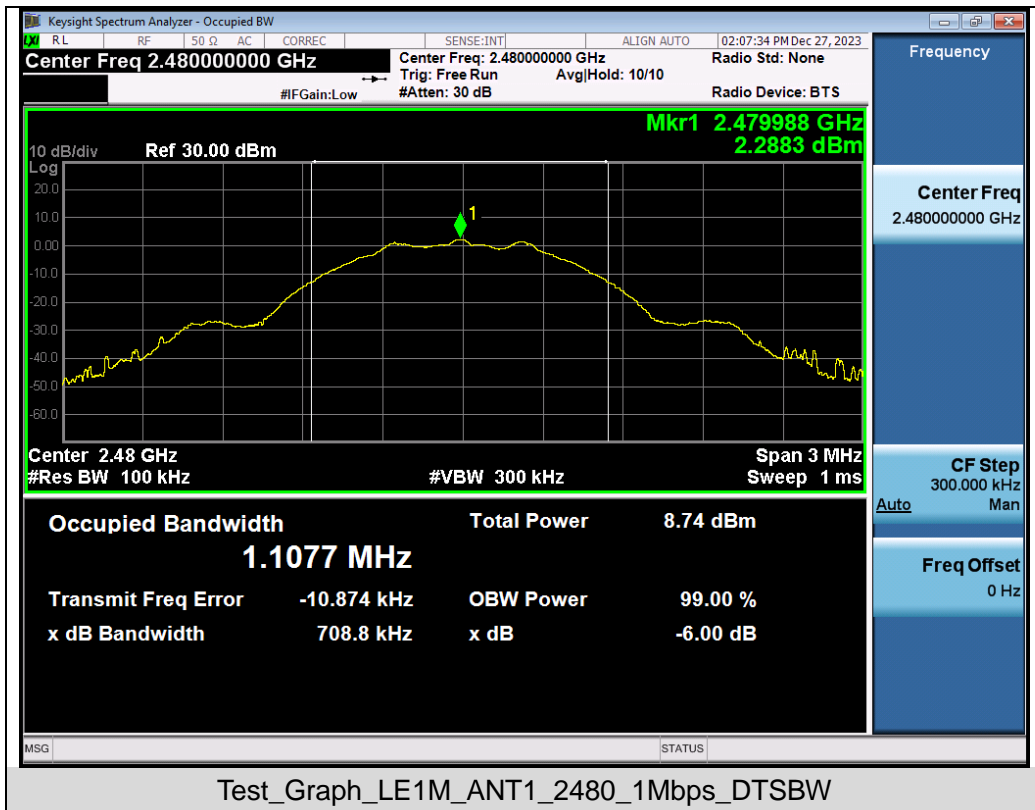 Keysight Spectrum Analyzer - Occupied BW
LXI RL RF 50 Ω AC CORREC SENSE:INT ALIGN AUTO 02:07:34 PM Dec 27, 2023
Center Freq 2.480000000 GHz
Center Freq: 2.480000000 GHz
Radio Std: None
Trig: Free Run Avg|Hold: 10/10
#IFGain:Low #Atten: 30 dB Radio Device: BTS
Frequency
Mkr1 2.479988 GHz
2.2883 dBm
10 dB/div Ref 30.00 dBm
Log
20.0
10.0
0.00
-10.0
-20.0
-30.0
-40.0
-50.0
-60.0
1
Center 2.48 GHz Span 3 MHz
#Res BW 100 kHz #VBW 300 kHz Sweep 1 ms
Center Freq
2.480000000 GHz
CF Step
300.000 kHz
Auto Man
Freq Offset
0 Hz
Occupied Bandwidth Total Power 8.74 dBm
1.1077 MHz
Transmit Freq Error -10.874 kHz OBW Power 99.00 %
x dB Bandwidth 708.8 kHz x dB -6.00 dB
MSG STATUS
Test_Graph_LE1M_ANT1_2480_1Mbps_DTSBW